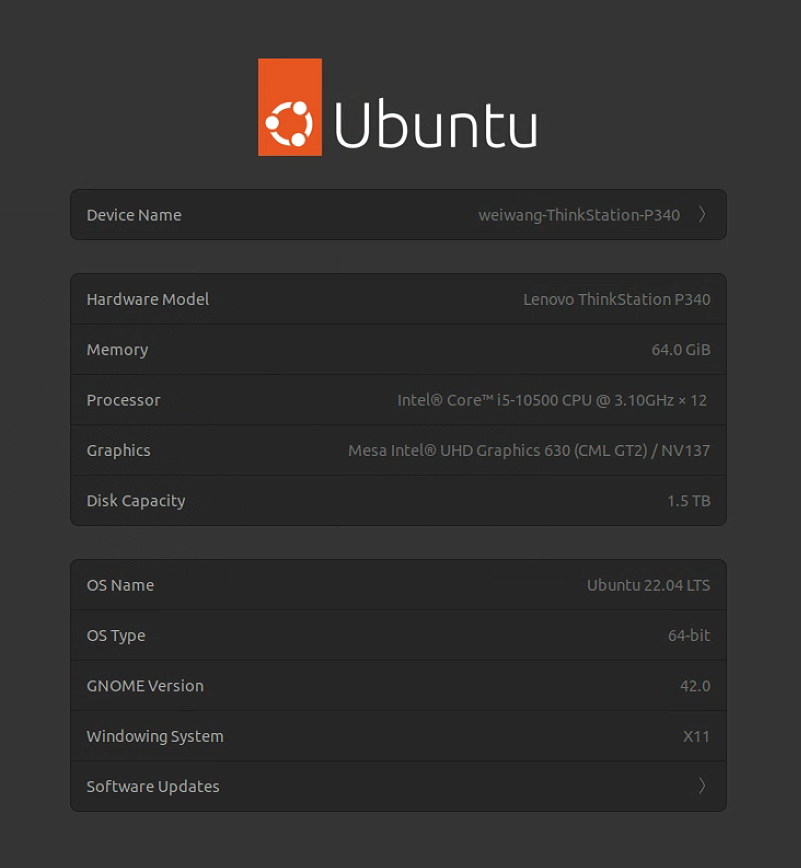 Ubuntu
Device Name weiwang-ThinkStation-P340
Hardware Model Lenovo ThinkStation P340
Memory 64.0 GiB
Processor Intel® Core™ i5-10500 CPU @ 3.10GHz × 12
Graphics Mesa Intel® UHD Graphics 630 (CML GT2) / NV137
Disk Capacity 1.5 TB
OS Name Ubuntu 22.04 LTS
OS Type 64-bit
GNOME Version 42.0
Windowing System X11
Software Updates